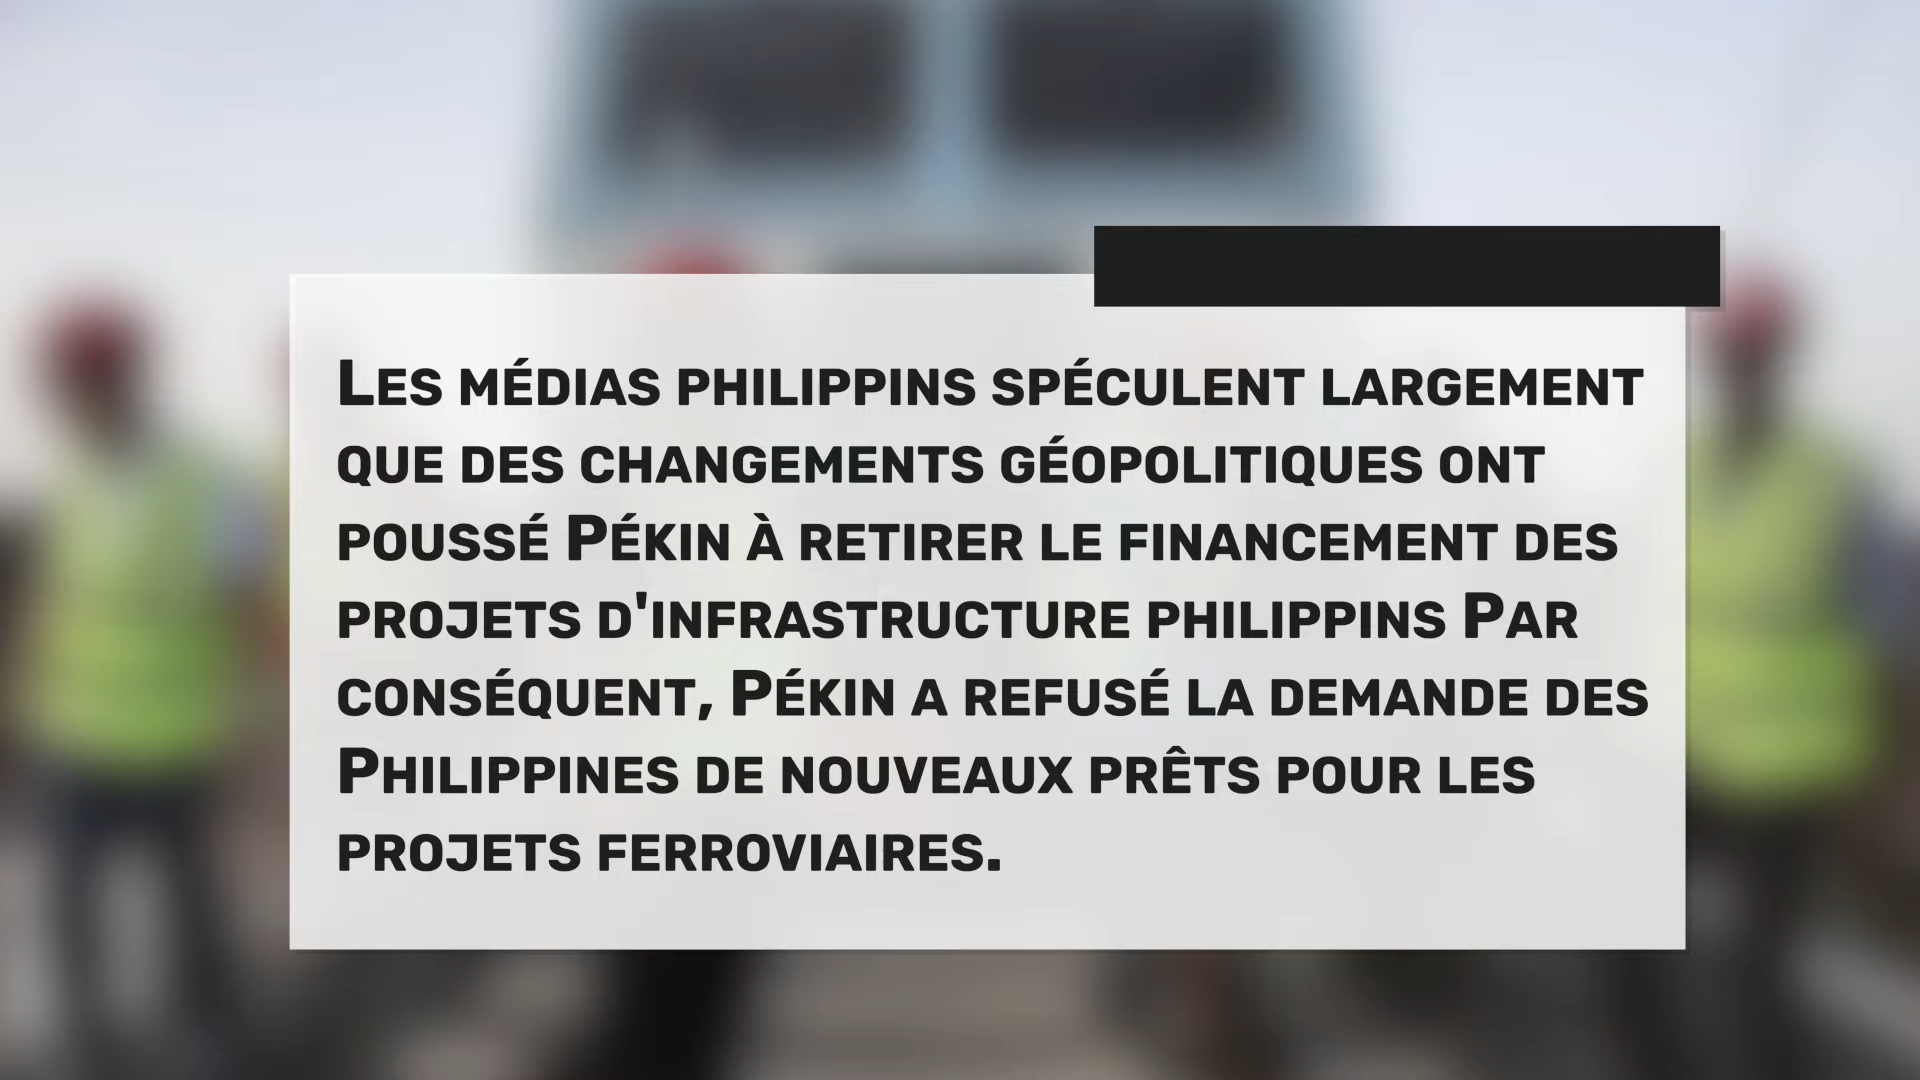 Les médias philippins spéculent largement
que des changements géopolitiques ont
poussé Pékin à retirer le financement des
projets d'infrastructure philippins Par
conséquent, Pékin a refusé la demande des
Philippines de nouveaux prêts pour les
projets ferroviaires.